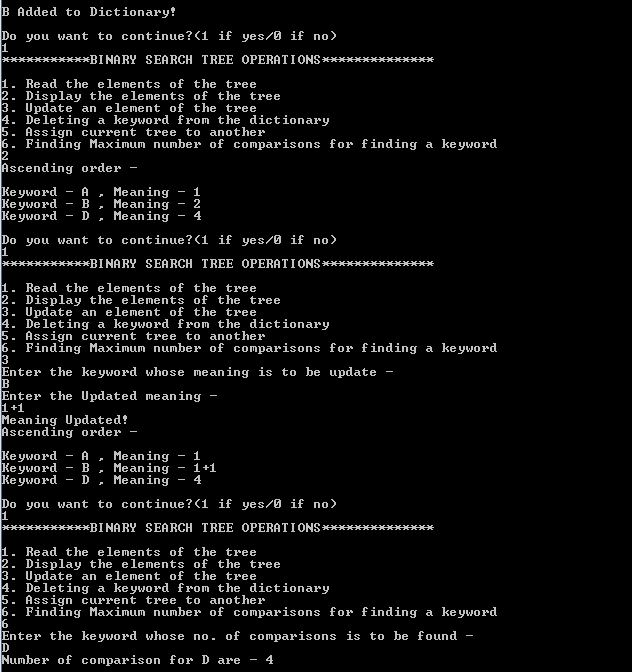 B Added to Dictionary!
Do you want to continue?(1 if yes/0 if no)
1
***********BINARY SEARCH TREE OPERATIONS**************
1. Read the elements of the tree
2. Display the elements of the tree
3. Update an element of the tree
4. Deleting a keyword from the dictionary
5. Assign current tree to another
6. Finding Maximum number of comparisons for finding a keyword
2
Ascending order -
Keyword - A , Meaning - 1
Keyword - B , Meaning - 2
Keyword - D , Meaning - 4
Do you want to continue?(1 if yes/0 if no)
1
***********BINARY SEARCH TREE OPERATIONS**************
1. Read the elements of the tree
2. Display the elements of the tree
3. Update an element of the tree
4. Deleting a keyword from the dictionary
5. Assign current tree to another
6. Finding Maximum number of comparisons for finding a keyword
3
Enter the keyword whose meaning is to be update -
B
Enter the Updated meaning -
1+1
Meaning Updated!
Ascending order -
Keyword - A , Meaning - 1
Keyword - B , Meaning - 1+1
Keyword - D , Meaning - 4
Do you want to continue?(1 if yes/0 if no)
1
***********BINARY SEARCH TREE OPERATIONS**************
1. Read the elements of the tree
2. Display the elements of the tree
3. Update an element of the tree
4. Deleting a keyword from the dictionary
5. Assign current tree to another
6. Finding Maximum number of comparisons for finding a keyword
6
Enter the keyword whose no. of comparisons is to be found -
D
Number of comparison for D are - 4